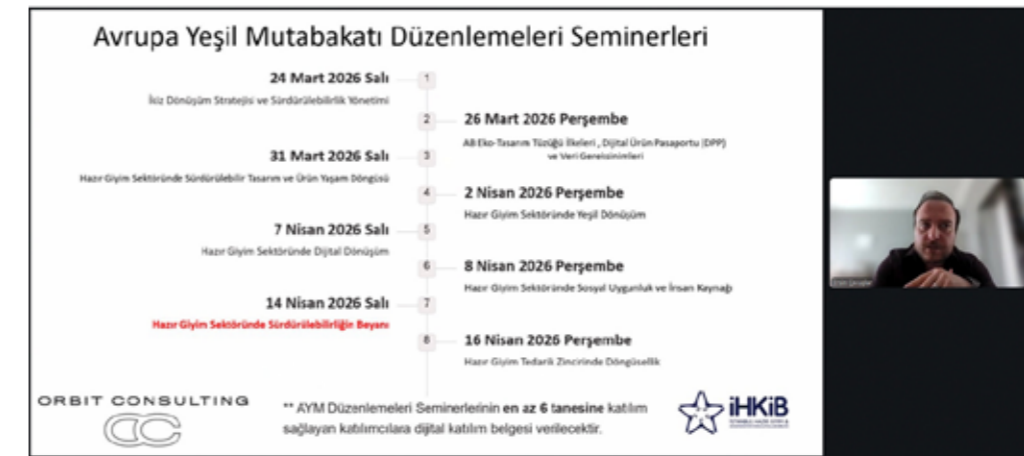 Avrupa Yeşil Mutabakatı Düzenlemeleri Seminerleri
24 Mart 2026 Salı
1
İkiz Dönüşüm Stratejisi ve Sürdürülebilirlik Yönetimi
2
26 Mart 2026 Perşembe
AB Eko-Tasarım Tüzüğü İlkeleri , Dijital Ürün Pasaportu (DPP)
ve Veri Gereksinimleri
31 Mart 2026 Salı
3
Hazır Giyim Sektöründe Sürdürülebilir Tasarım ve Ürün Yaşam Döngüsü
4
2 Nisan 2026 Perşembe
Hazır Giyim Sektöründe Yeşil Dönüşüm
7 Nisan 2026 Salı
5
Hazır Giyim Sektöründe Dijital Dönüşüm
6
8 Nisan 2026 Perşembe
Hazır Giyim Sektöründe Sosyal Uygunluk ve İnsan Kaynağı
14 Nisan 2026 Salı
7
Hazır Giyim Sektöründe Sürdürülebilirliğin Beyanı
8
16 Nisan 2026 Perşembe
Hazır Giyim Tedarik Zincirinde Döngüsellik
ORBIT CONSULTING
** AYM Düzenlemeleri Seminerlerinin en az 6 tanesine katılım
sağlayan katılımcılara dijital katılım belgesi verilecektir.
İHKİB